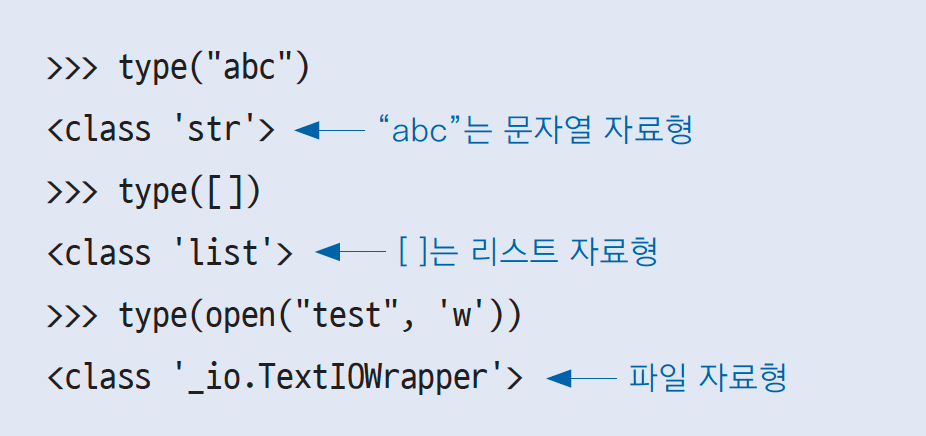 >>> type("abc")
<class 'str'> “abc”는 문자열 자료형
>>> type([ ])
<class 'list'> [ ]는 리스트 자료형
>>> type(open("test", 'w'))
<class '_io.TextIOWrapper'> 파일 자료형